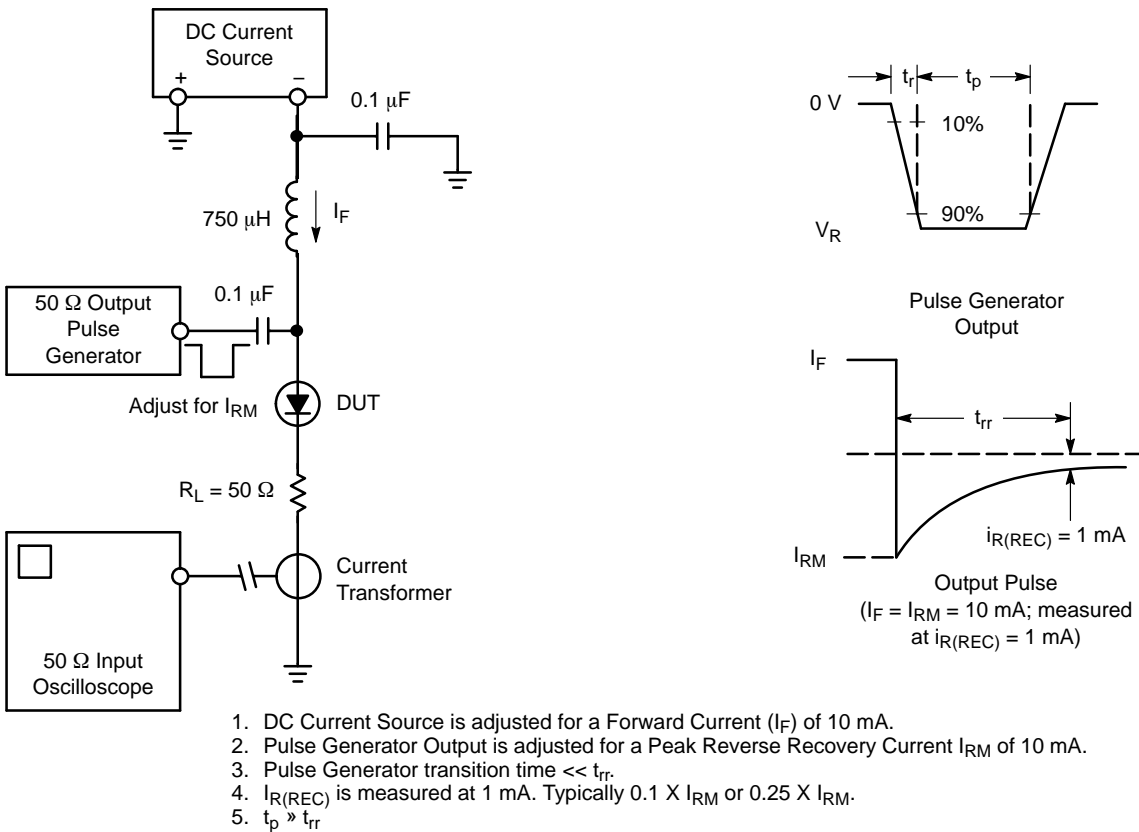 DC Current
Source
+
−
0.1 μF
750 μH
I_F
50 Ω Output
Pulse
Generator
0.1 μF
Adjust for I_RM
DUT
R_L = 50 Ω
Current
Transformer
50 Ω Input
Oscilloscope
t_r
t_p
0 V
10%
90%
V_R
Pulse Generator
Output
I_F
t_rr
I_RM
i_R(REC) = 1 mA
Output Pulse
(I_F = I_RM = 10 mA; measured
at i_R(REC) = 1 mA)
1. DC Current Source is adjusted for a Forward Current (I_F) of 10 mA.
2. Pulse Generator Output is adjusted for a Peak Reverse Recovery Current I_RM of 10 mA.
3. Pulse Generator transition time << t_rr.
4. I_R(REC) is measured at 1 mA. Typically 0.1 X I_RM or 0.25 X I_RM.
5. t_p » t_rr